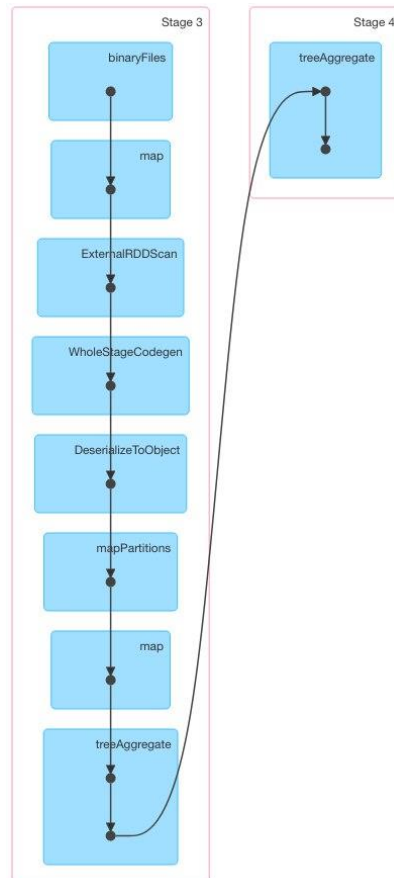 Stage 3
binaryFiles
map
ExternalRDDScan
WholeStageCodegen
DeserializeToObject
mapPartitions
map
treeAggregate
Stage 4
treeAggregate